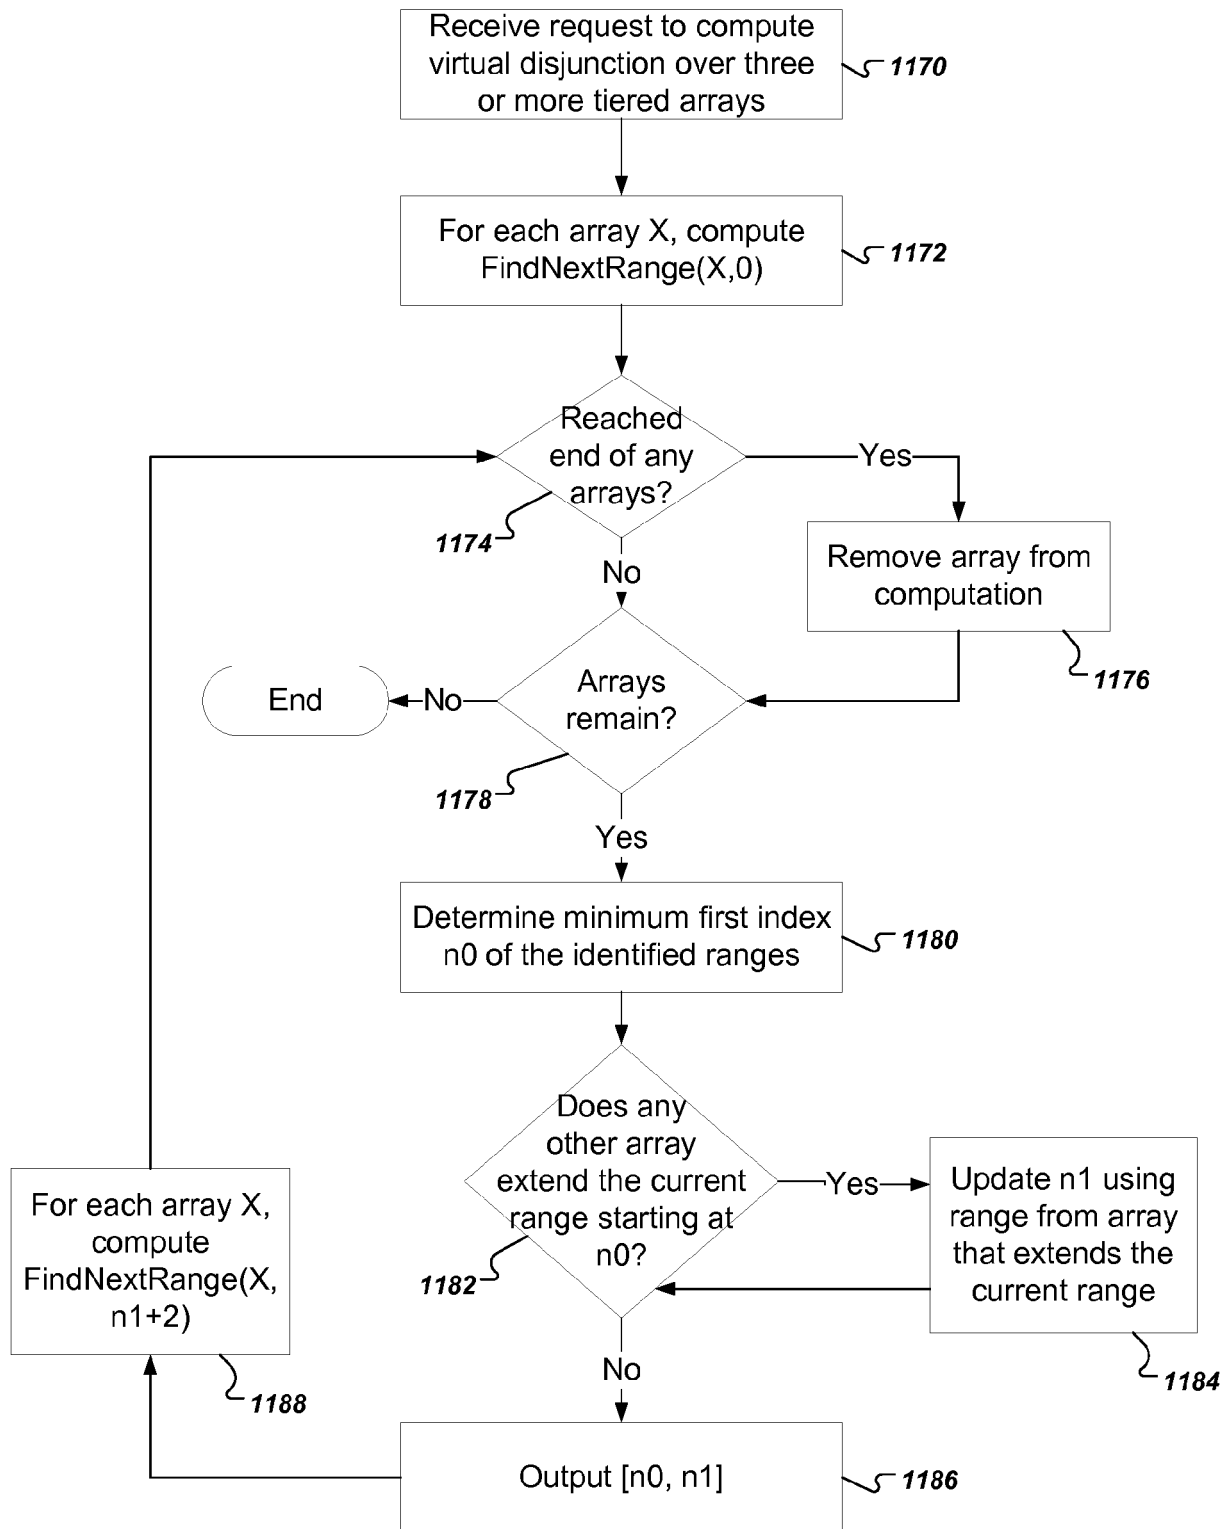 Receive request to compute
virtual disjunction over three
or more tiered arrays
1170
For each array X, compute
FindNextRange(X,0)
1172
Reached
end of any
arrays?
1174
Yes
No
Remove array from
computation
1176
Arrays
remain?
1178
No
End
Yes
Determine minimum first index
n0 of the identified ranges
1180
Does any
other array
extend the current
range starting at
n0?
1182
Yes
Update n1 using
range from array
that extends the
current range
1184
No
For each array X,
compute
FindNextRange(X,
n1+2)
1188
Output [n0, n1]
1186